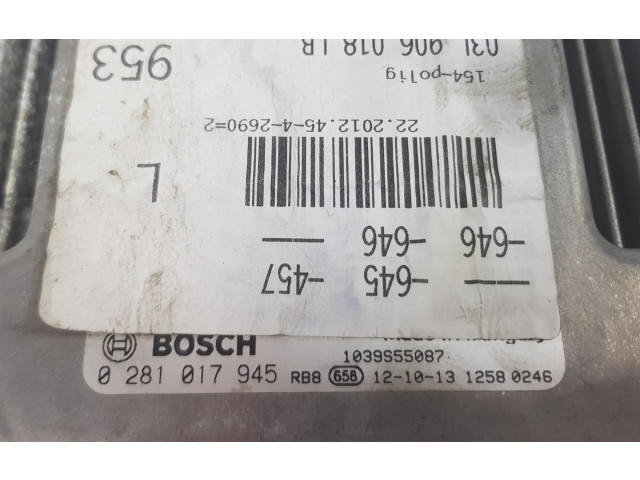 -645 -457
-646 -646
L
22.2012.45-4-2690=2
154-polig
03L 906 018 LB
953
BOSCH
1039S55087
0 281 017 945 RB8 658 12-10-13 1258 0246